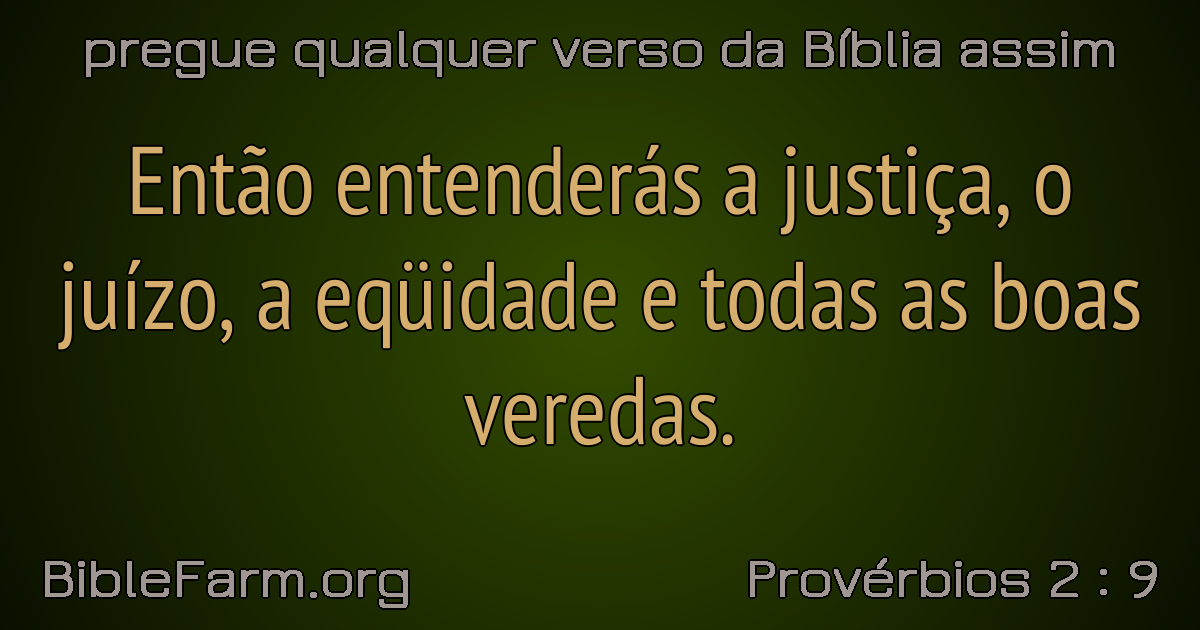 pregue qualquer verso da Bíblia assim
Então entenderás a justiça, o
juízo, a eqüidade e todas as boas
veredas.
BibleFarm.org
Provérbios 2 : 9